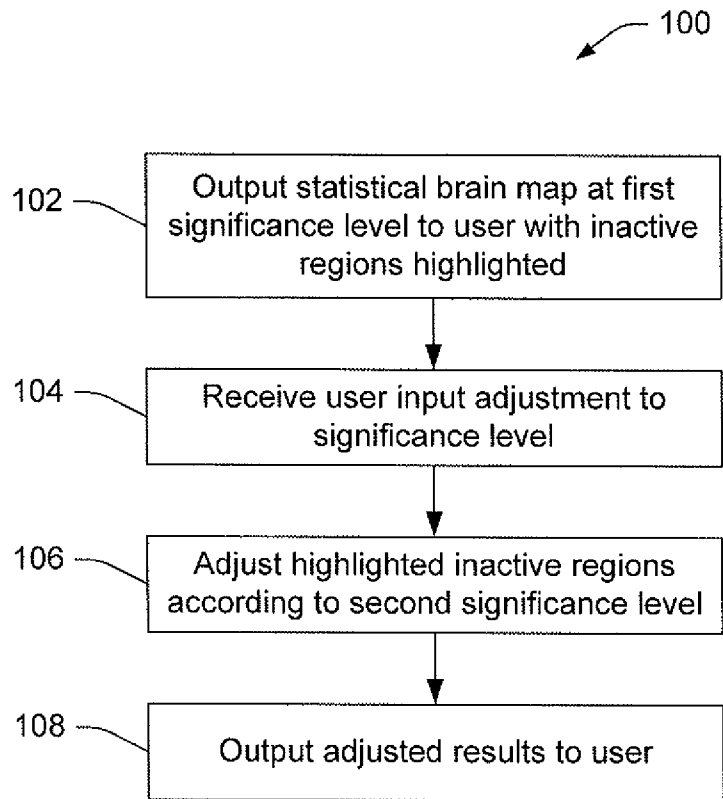 100
102
Output statistical brain map at first
significance level to user with inactive
regions highlighted
104
Receive user input adjustment to
significance level
106
Adjust highlighted inactive regions
according to second significance level
108
Output adjusted results to user